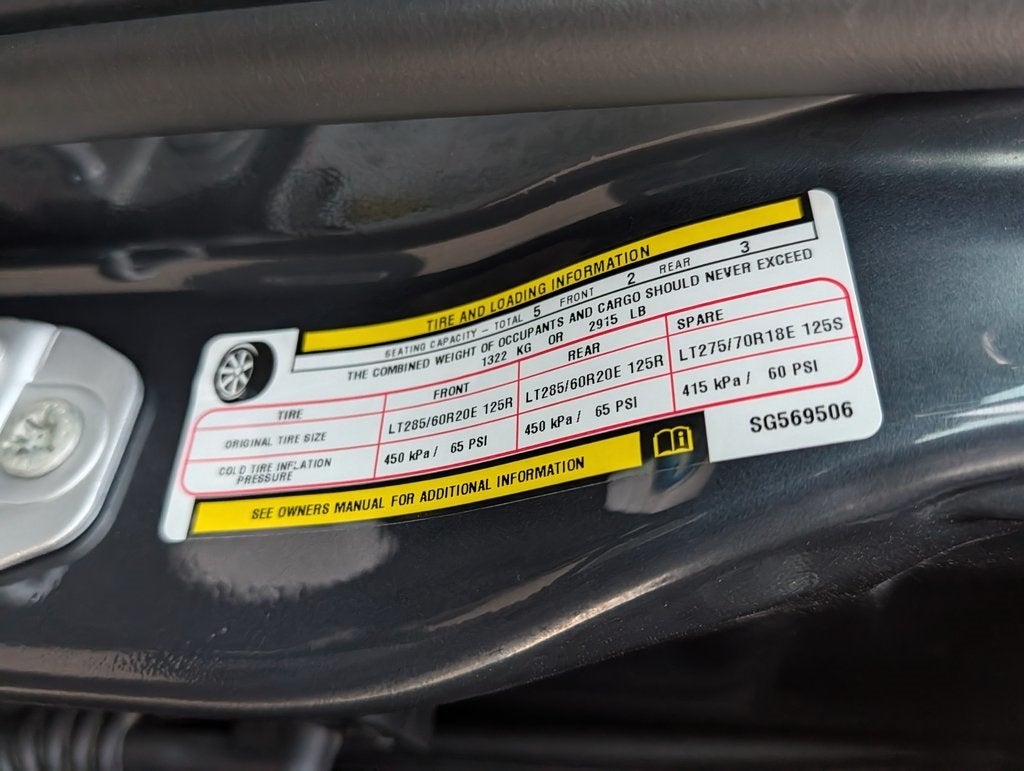 TIRE AND LOADING INFORMATION
SEATING CAPACITY - TOTAL 5 FRONT 2 REAR 3
THE COMBINED WEIGHT OF OCCUPANTS AND CARGO SHOULD NEVER EXCEED
1322 KG OR 2915 LB
TIRE FRONT REAR SPARE
ORIGINAL TIRE SIZE LT285/60R20E 125R LT285/60R20E 125R LT275/70R18E 125S
COLD TIRE INFLATION PRESSURE 450 kPa / 65 PSI 450 kPa / 65 PSI 415 kPa / 60 PSI
SEE OWNERS MANUAL FOR ADDITIONAL INFORMATION
SG569506